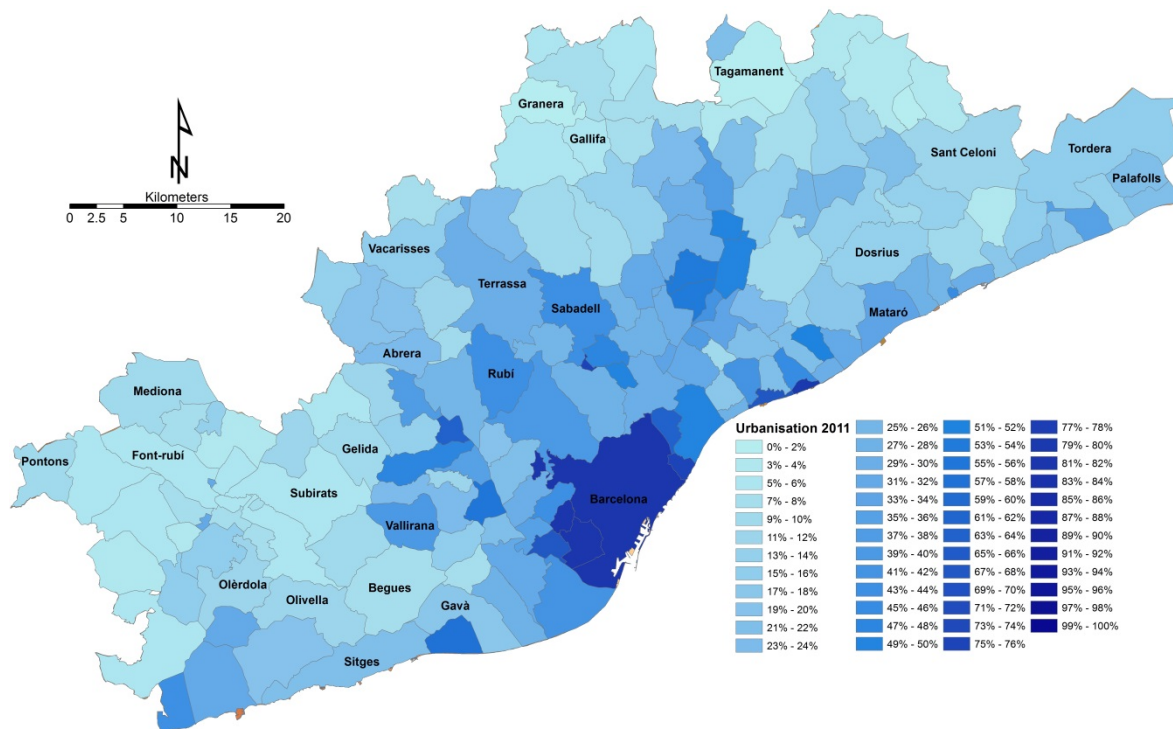 Tagamanent
Granera
Gallifa
Sant Celoni
Tordera
Palafolls
N
Kilometers
0 2.5 5 10 15 20
Vacarisses
Dosrius
Terrassa
Sabadell
Mataró
Abrera
Rubí
Mediona
Font-rubí
Gelida
Pontons
Subirats
Barcelona
Vallirana
Olèrdola
Olivella
Begues
Gavà
Sitges
Urbanisation 2011
0% - 2%
3% - 4%
5% - 6%
7% - 8%
9% - 10%
11% - 12%
13% - 14%
15% - 16%
17% - 18%
19% - 20%
21% - 22%
23% - 24%
25% - 26%
27% - 28%
29% - 30%
31% - 32%
33% - 34%
35% - 36%
37% - 38%
39% - 40%
41% - 42%
43% - 44%
45% - 46%
47% - 48%
49% - 50%
51% - 52%
53% - 54%
55% - 56%
57% - 58%
59% - 60%
61% - 62%
63% - 64%
65% - 66%
67% - 68%
69% - 70%
71% - 72%
73% - 74%
75% - 76%
77% - 78%
79% - 80%
81% - 82%
83% - 84%
85% - 86%
87% - 88%
89% - 90%
91% - 92%
93% - 94%
95% - 96%
97% - 98%
99% - 100%